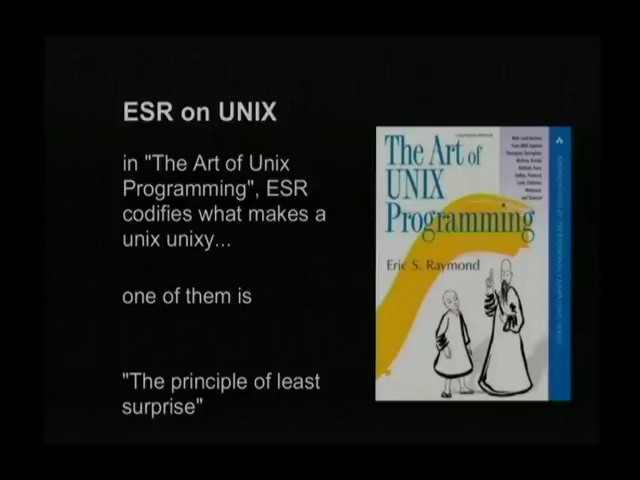 ESR on UNIX
in "The Art of Unix
Programming", ESR
codifies what makes a
unix unixy...
one of them is
"The principle of least
surprise"
The Art of
UNIX
Programming
Eric S. Raymond